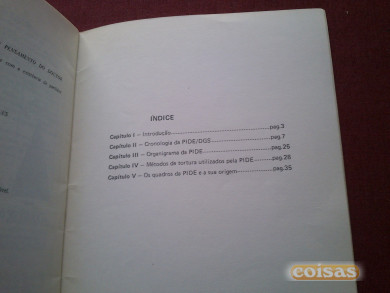 PENSAMENTO DO
ÍNDICE
Capítulo I — Introdução pag.3
Capítulo II — Cronologia da PIDE/DGS pag.7
Capítulo III — Organigrama da PIDE pag.25
Capítulo IV — Métodos de tortura utilizados pela PIDE pag.29
Capítulo V — Os quadros da PIDE e a sua origem pag.35
coisas